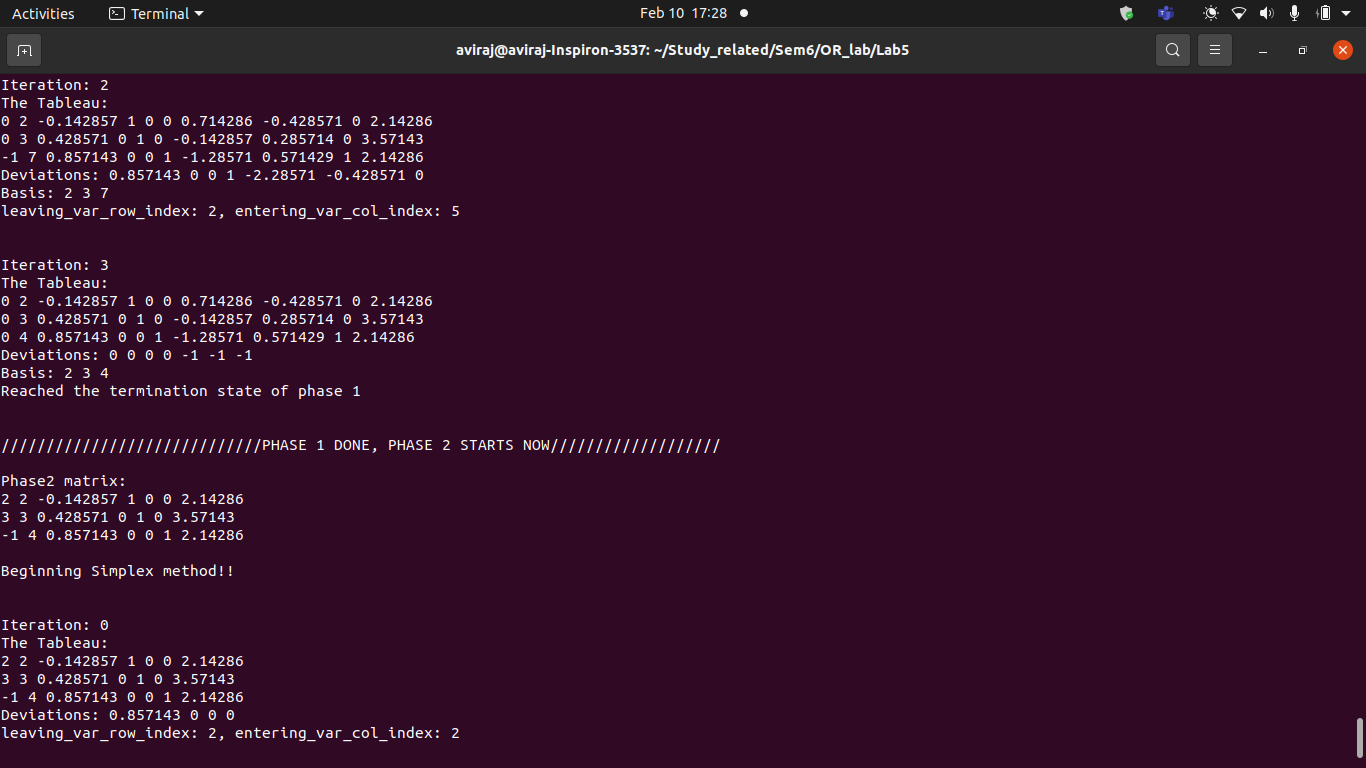 Activities Terminal Feb 10 17:28
aviraj@aviraj-Inspiron-3537: ~/Study_related/Sem6/OR_lab/Lab5
Iteration: 2
The Tableau:
0 2 -0.142857 1 0 0 0.714286 -0.428571 0 2.14286
0 3 0.428571 0 1 0 -0.142857 0.285714 0 3.57143
-1 7 0.857143 0 0 1 -1.28571 0.571429 1 2.14286
Deviations: 0.857143 0 0 1 -2.28571 -0.428571 0
Basis: 2 3 7
leaving_var_row_index: 2, entering_var_col_index: 5
Iteration: 3
The Tableau:
0 2 -0.142857 1 0 0 0.714286 -0.428571 0 2.14286
0 3 0.428571 0 1 0 -0.142857 0.285714 0 3.57143
0 4 0.857143 0 0 1 -1.28571 0.571429 1 2.14286
Deviations: 0 0 0 0 -1 -1 -1
Basis: 2 3 4
Reached the termination state of phase 1
/////////////////////////////PHASE 1 DONE, PHASE 2 STARTS NOW///////////////////
Phase2 matrix:
2 2 -0.142857 1 0 0 2.14286
3 3 0.428571 0 1 0 3.57143
-1 4 0.857143 0 0 1 2.14286
Beginning Simplex method!!
Iteration: 0
The Tableau:
2 2 -0.142857 1 0 0 2.14286
3 3 0.428571 0 1 0 3.57143
-1 4 0.857143 0 0 1 2.14286
Deviations: 0.857143 0 0 0
leaving_var_row_index: 2, entering_var_col_index: 2